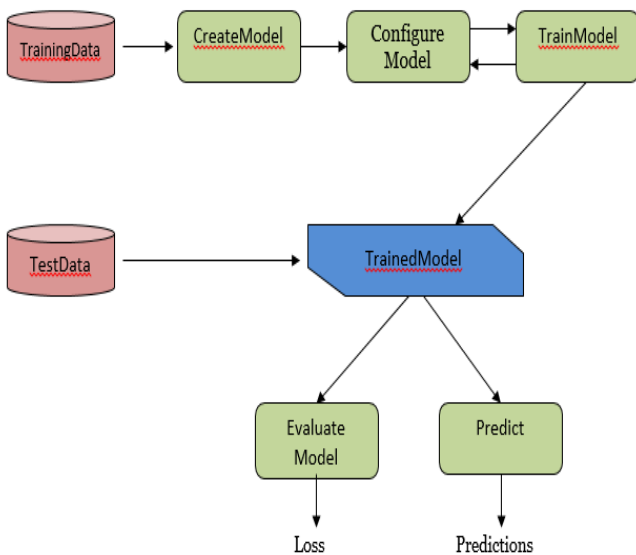 TrainingData
CreateModel
Configure
Model
TrainModel
TestData
TrainedModel
Evaluate
Model
Predict
Loss
Predictions